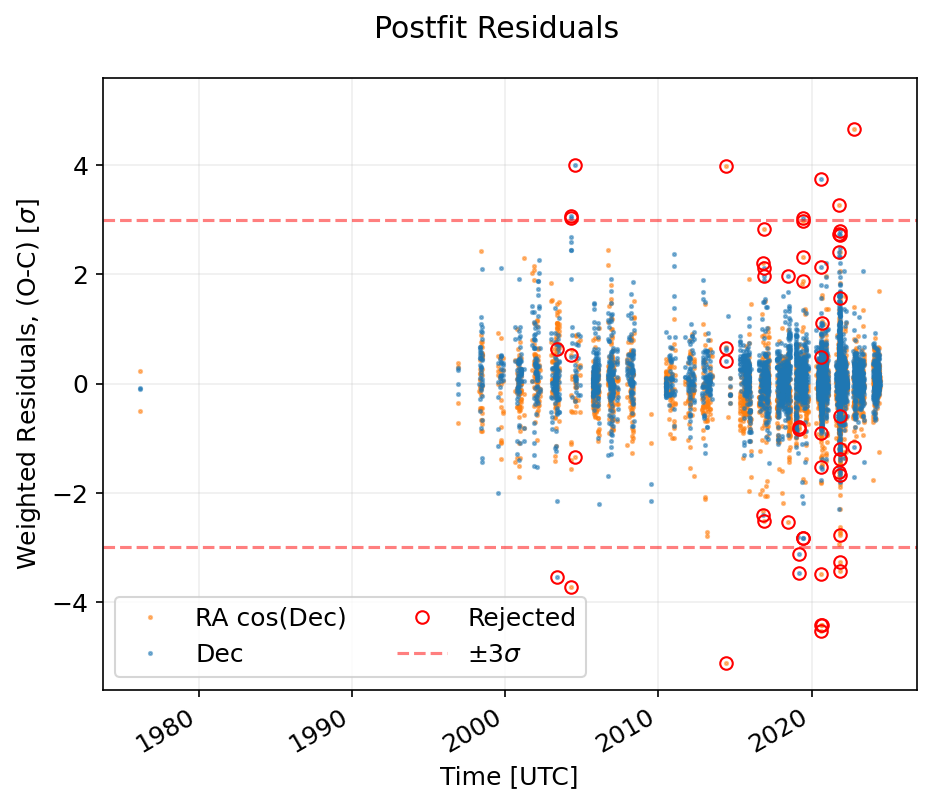 Postfit Residuals
Weighted Residuals, (O-C) [σ]
4
2
0
−2
−4
RA cos(Dec)
Dec
Rejected
±3σ
1980
1990
2000
2010
2020
Time [UTC]